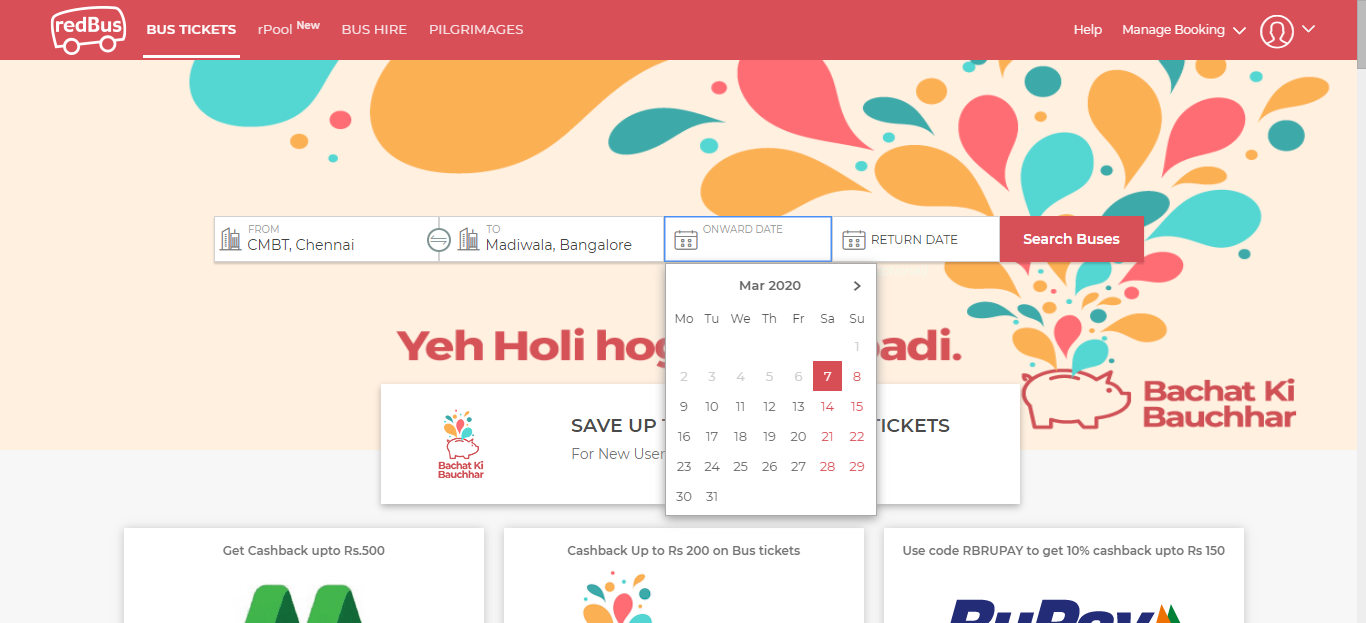 redBus
BUS TICKETS rPool New BUS HIRE PILGRIMAGES Help Manage Booking
FROM
CMBT, Chennai
TO
Madiwala, Bangalore
ONWARD DATE
RETURN DATE
Search Buses
Mar 2020
Mo Tu We Th Fr Sa Su
1
2 3 4 5 6 7 8
9 10 11 12 13 14 15
16 17 18 19 20 21 22
23 24 25 26 27 28 29
30 31
Yeh Holi
Bachat Ki
Bauchhar
Bachat Ki
Bauchhar
SAVE UP TICKETS
For New User
Get Cashback upto Rs.500
Cashback Up to Rs 200 on Bus tickets
Use code RBRUPAY to get 10% cashback upto Rs 150
RuPay